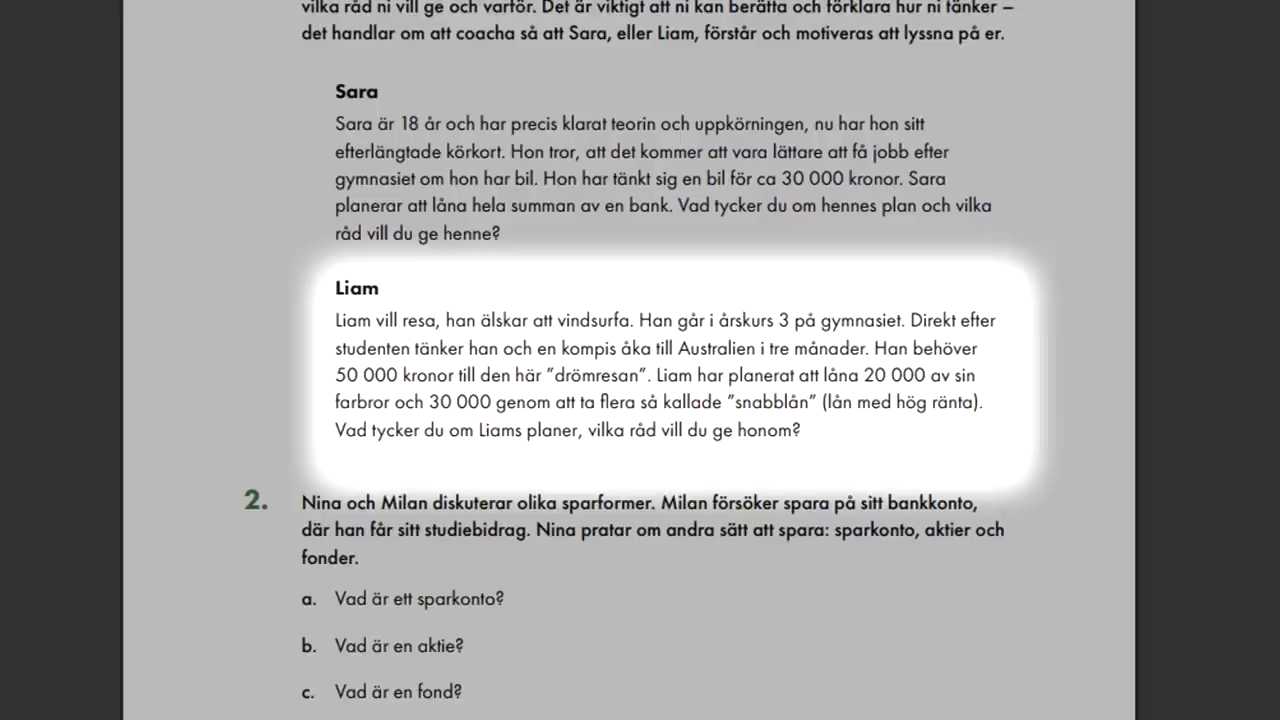 vilka råd ni vill ge och varför. Det är viktigt att ni kan berätta och förklara hur ni tänker –
det handlar om att coacha så att Sara, eller Liam, förstår och motiveras att lyssna på er.
Sara
Sara är 18 år och har precis klarat teorin och uppkörningen, nu har hon sitt
efterlängtade körkort. Hon tror, att det kommer att vara lättare att få jobb efter
gymnasiet om hon har bil. Hon har tänkt sig en bil för ca 30 000 kronor. Sara
planerar att låna hela summan av en bank. Vad tycker du om hennes plan och vilka
råd vill du ge henne?
Liam
Liam vill resa, han älskar att vindsurfa. Han går i årskurs 3 på gymnasiet. Direkt efter
studenten tänker han och en kompis åka till Australien i tre månader. Han behöver
50 000 kronor till den här ”drömresan”. Liam har planerat att låna 20 000 av sin
farbror och 30 000 genom att ta flera så kallade ”snabblån” (lån med hög ränta).
Vad tycker du om Liams planer, vilka råd vill du ge honom?
2. Nina och Milan diskuterar olika sparformer. Milan försöker spara på sitt bankkonto,
där han får sitt studiebidrag. Nina pratar om andra sätt att spara: sparkonto, aktier och
fonder.
a. Vad är ett sparkonto?
b. Vad är en aktie?
c. Vad är en fond?